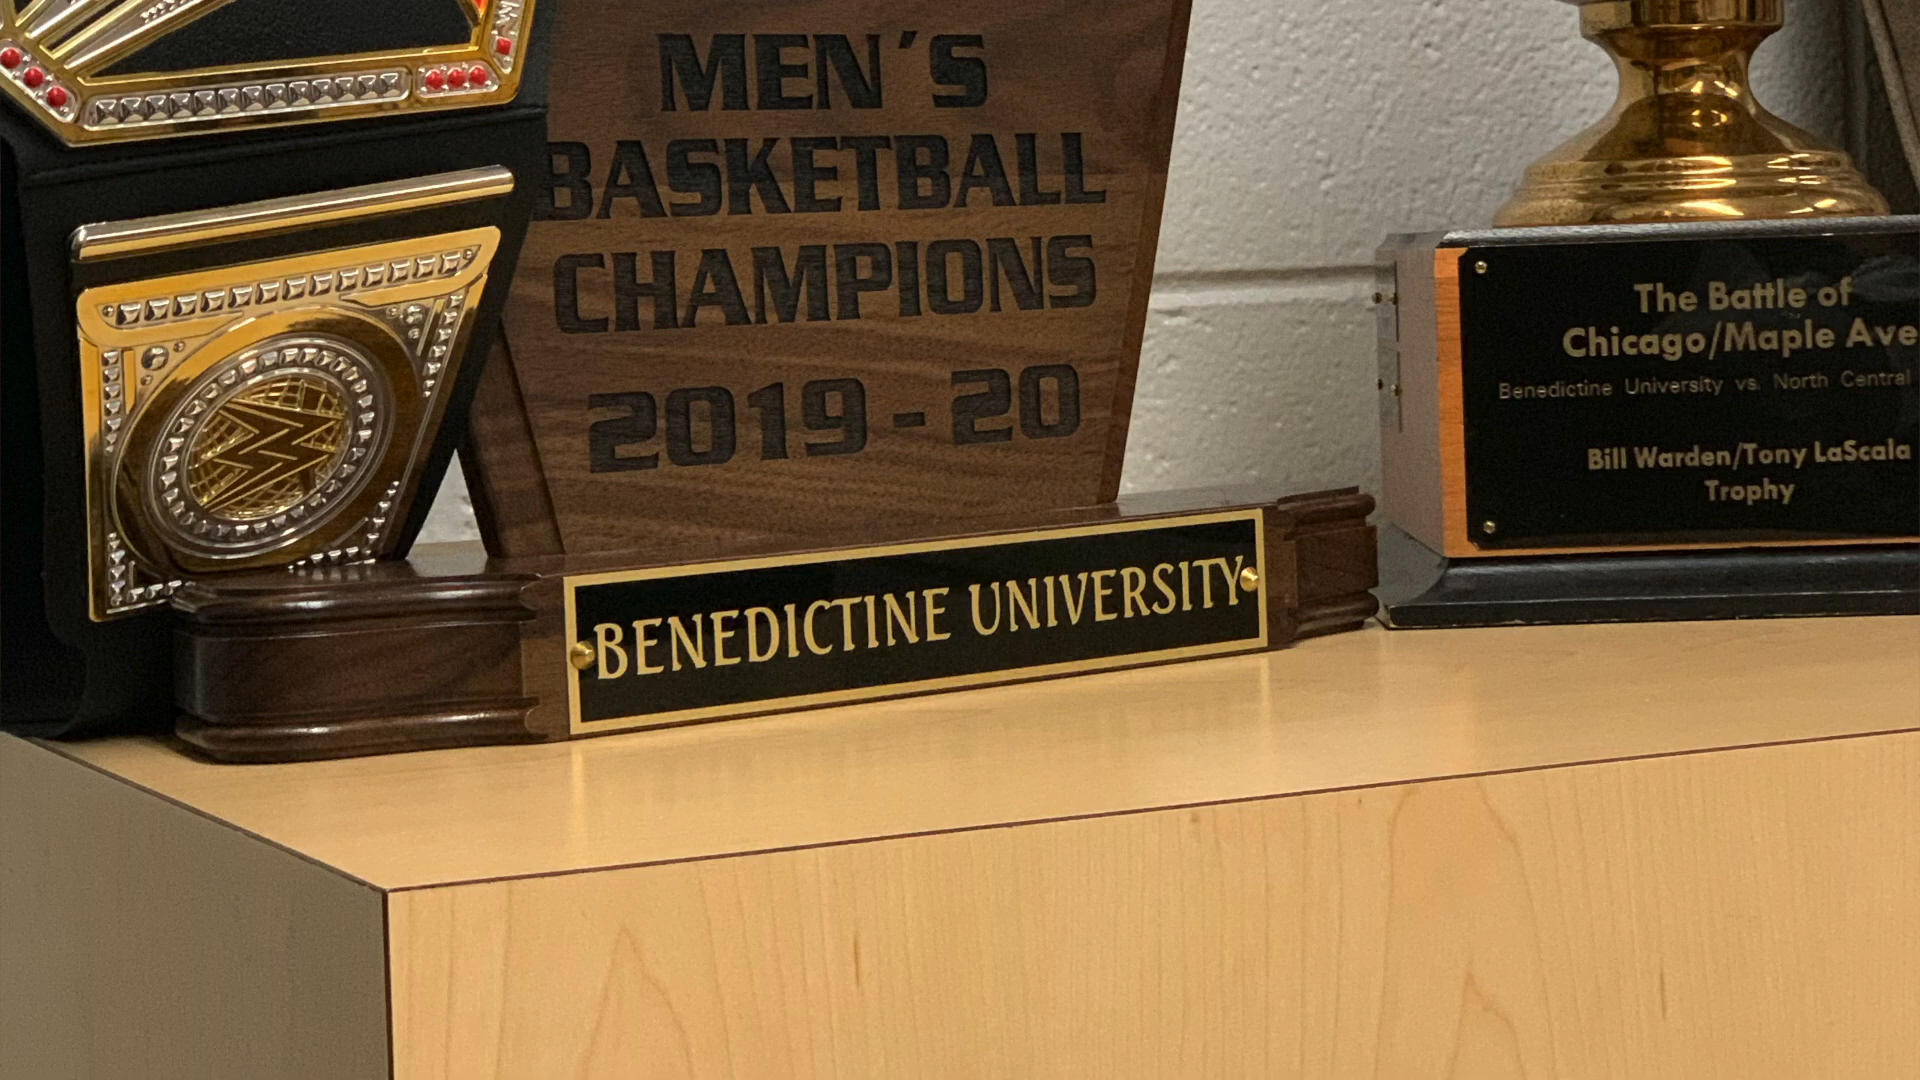 MEN'S
BASKETBALL
CHAMPIONS
2019-20
BENEDICTINE UNIVERSITY
The Battle of
Chicago/Maple Ave
Benedictine University vs. North Central
Bill Warden/Tony LaScala
Trophy